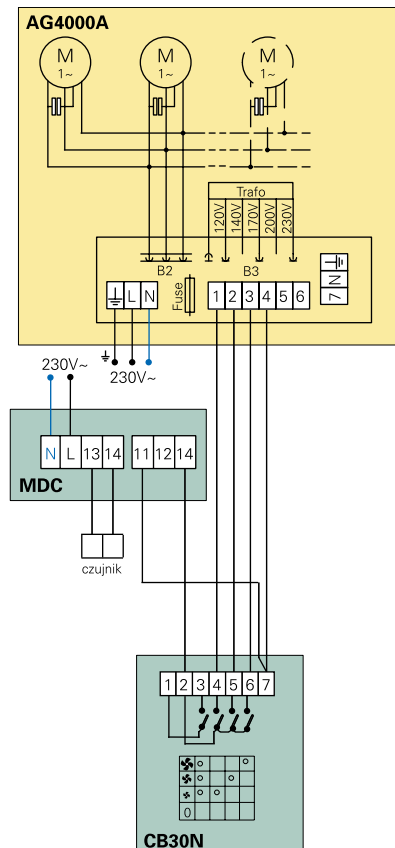 AG4000A
M M M
1~ 1~ 1~
Trafo
120V 140V 170V 200V 230V
B2 B3
L N Fuse 1 2 3 4 5 6 7 N
230V~
230V~
N L 13 14 11 12 14
MDC
czujnik
1 2 3 4 5 6 7
0
CB30N